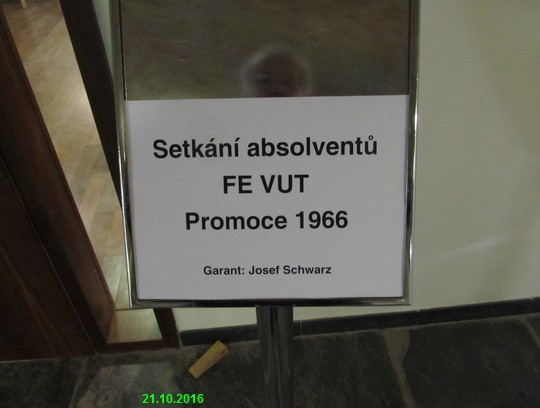 Setkání absolventů
FE VUT
Promoce 1966
Garant: Josef Schwarz
21.10.2016